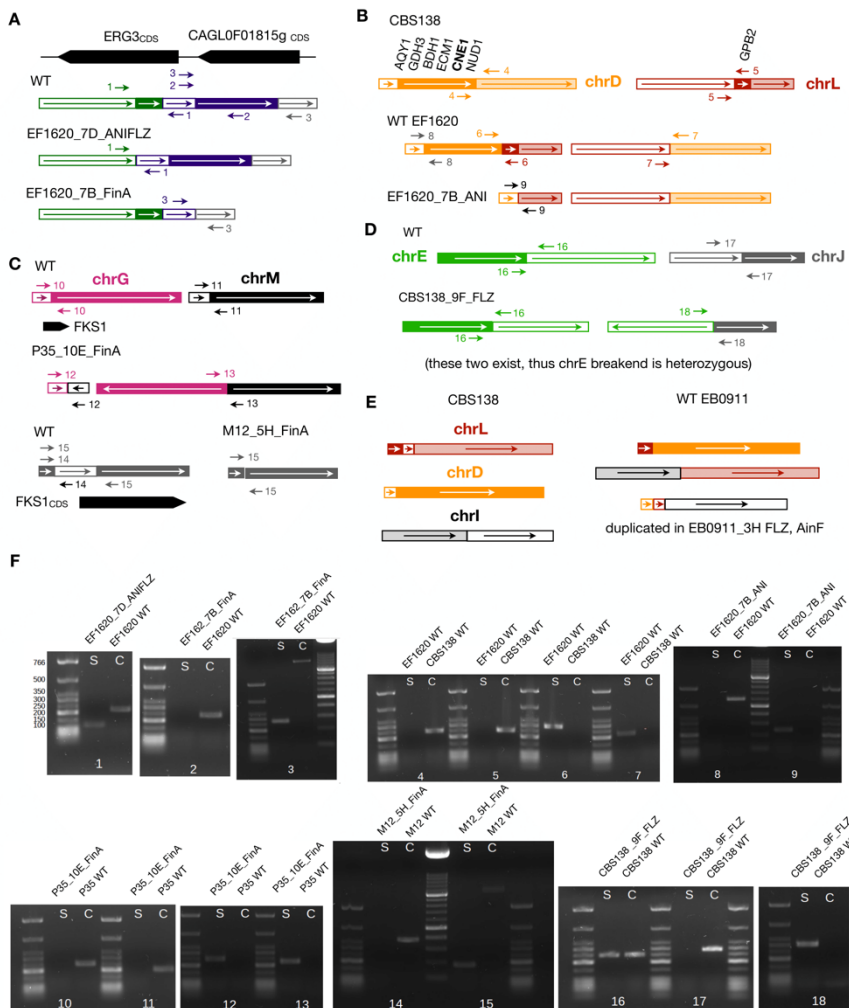 A
ERG3CDS
CAGL0F01815g CDS
WT
1
3
2
1
2
3
EF1620_7D_ANIFLZ
1
1
EF1620_7B_FinA
3
3
B
CBS138
AQY1
GDH3
BDH1
ECM1
CNE1
NUD1
4
4
chrD
GPB2
5
5
chrL
WT EF1620
8
8
6
6
7
7
EF1620_7B_ANI
9
9
C
WT
chrG
chrM
10
10
11
11
FKS1
P35_10E_FinA
12
12
13
13
WT
15
14
14
15
FKS1CDS
M12_5H_FinA
15
15
D
WT
chrE
16
16
17
17
chrJ
CBS138_9F_FLZ
16
16
18
18
(these two exist, thus chrE breakend is heterozygous)
E
CBS138
WT EB0911
chrL
chrD
chrI
duplicated in EB0911_3H FLZ, AinF
F
EF1620_7D_ANIFLZ
EF1620 WT
S C
766
500
350
300
250
200
150
100
1
EF162_7B_FinA
EF1620 WT
S C
2
EF162_7B_FinA
EF1620 WT
S C
3
EF1620 WT
CBS138 WT
S C
4
EF1620 WT
CBS138 WT
S C
5
EF1620 WT
CBS138 WT
S C
6
EF1620 WT
CBS138 WT
S C
7
EF1620_7B_ANI
EF1620 WT
S C
8
EF1620_7B_ANI
EF1620 WT
S C
9
P35_10E_FinA
P35 WT
S C
10
P35_10E_FinA
P35 WT
S C
11
P35_10E_FinA
P35 WT
S C
12
P35_10E_FinA
P35 WT
S C
13
M12_5H_FinA
M12 WT
S C
14
M12_5H_FinA
M12 WT
S C
15
CBS138_9F_FLZ
CBS138 WT
S C
16
CBS138_9F_FLZ
CBS138 WT
S C
17
CBS138_9F_FLZ
CBS138 WT
S C
18